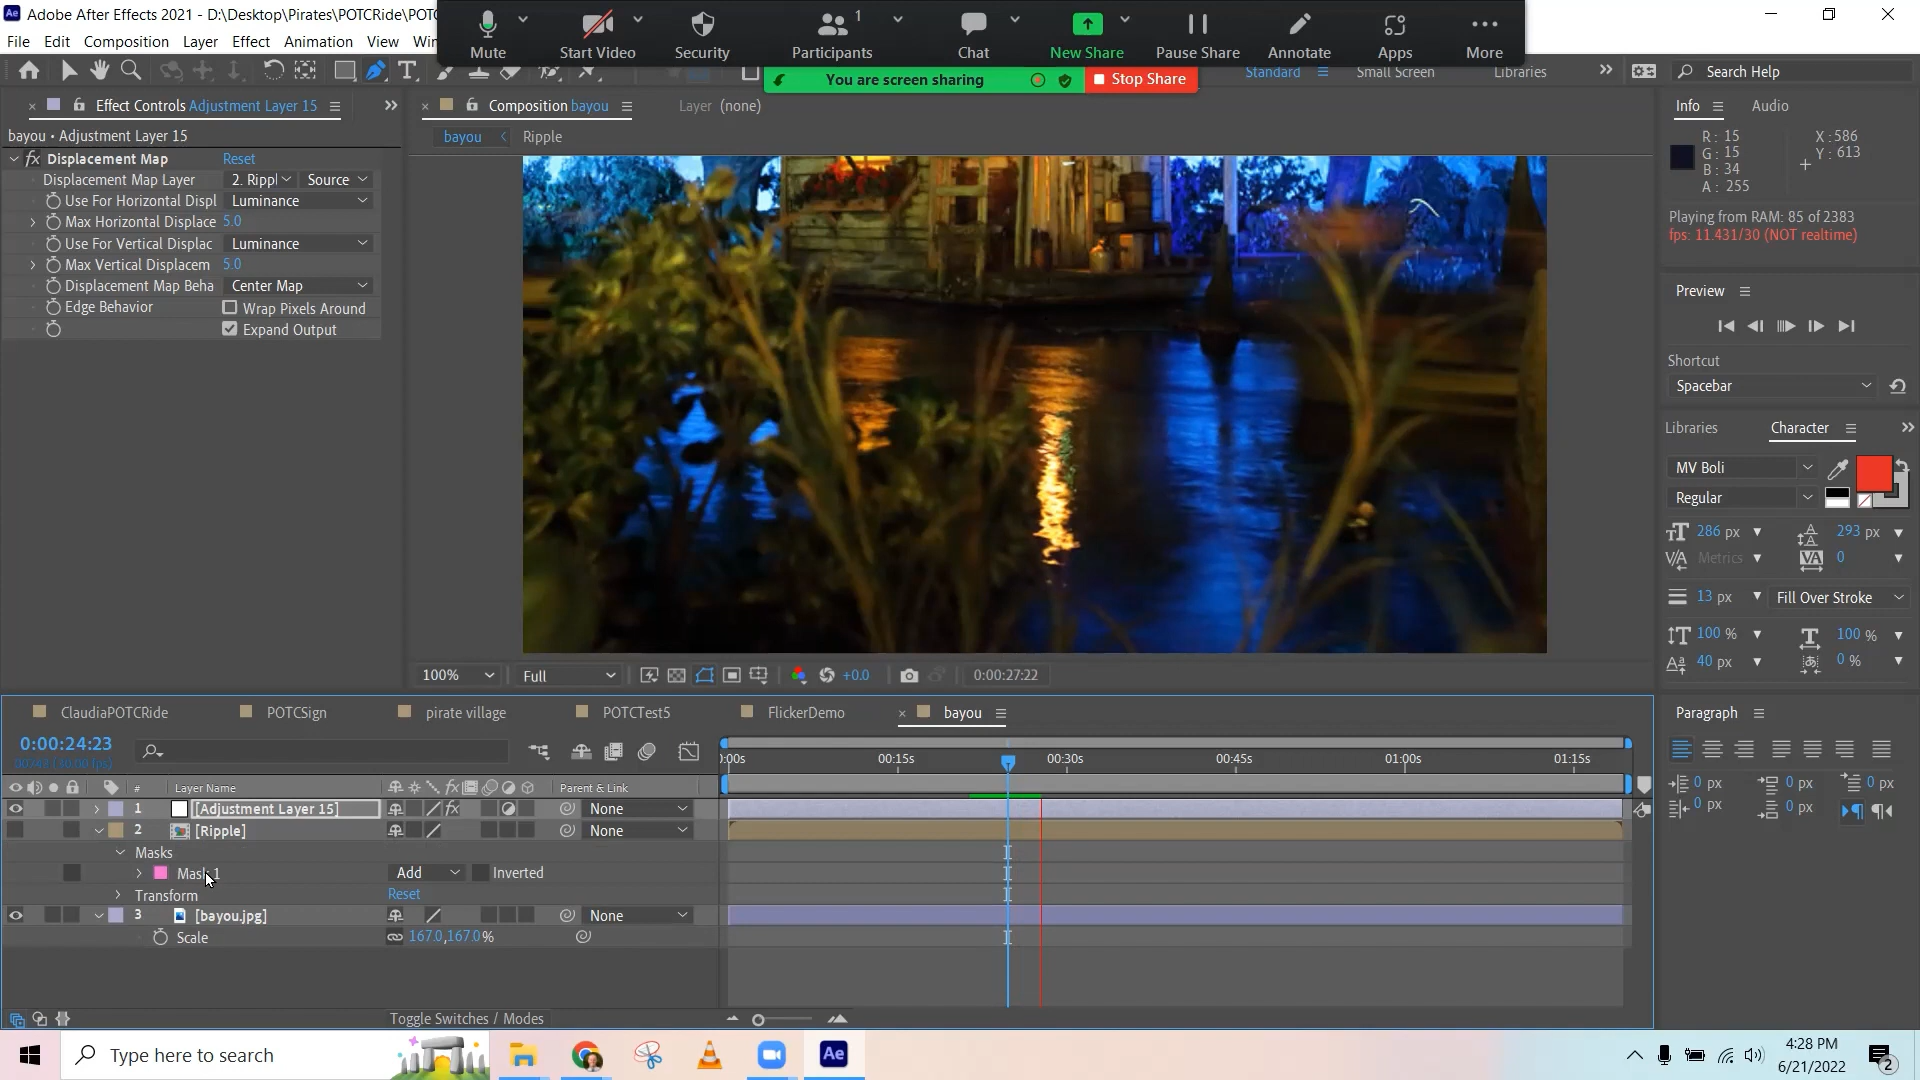 Adobe After Effects 2021 - D:\Desktop\Pirates\POTCRide\POTC
File Edit Composition Layer Effect Animation View Win
Mute Start Video Security Participants 1 Chat New Share Pause Share Annotate Apps More
You are screen sharing Stop Share
Standard Small Screen Libraries Search Help
Effect Controls Adjustment Layer 15
Composition bayou
Layer (none)
bayou • Adjustment Layer 15
bayou Ripple
fx Displacement Map Reset
Displacement Map Layer 2. Rippl Source
Use For Horizontal Displ Luminance
Max Horizontal Displace 5.0
Use For Vertical Displac Luminance
Max Vertical Displacem 5.0
Displacement Map Beha Center Map
Edge Behavior Wrap Pixels Around
Expand Output
Info Audio
R: 15
G: 15
B: 34
A: 255
X: 586
Y: 613
Playing from RAM: 85 of 2383
fps: 11.431/30 (NOT realtime)
Preview
Shortcut
Spacebar
Libraries Character
MV Boli
Regular
286 px 293 px
Metrics 0
13 px Fill Over Stroke
100 % 100 %
40 px 0 %
100% Full +0.0 0:00:27:22
ClaudiaPOTCRide POTCSign pirate village POTCTest5 FlickerDemo bayou
0:00:24:23
:00s 00:15s 00:30s 00:45s 01:00s 01:15s
# Layer Name fx Parent & Link
1 [Adjustment Layer 15] fx None
2 [Ripple] None
Masks
Mask 1 Add Inverted
Transform Reset
3 [bayou.jpg] None
Scale 167.0,167.0%
Toggle Switches / Modes
Paragraph
0 px 0 px 0 px
0 px 0 px
Type here to search
Ae
4:28 PM
6/21/2022
2